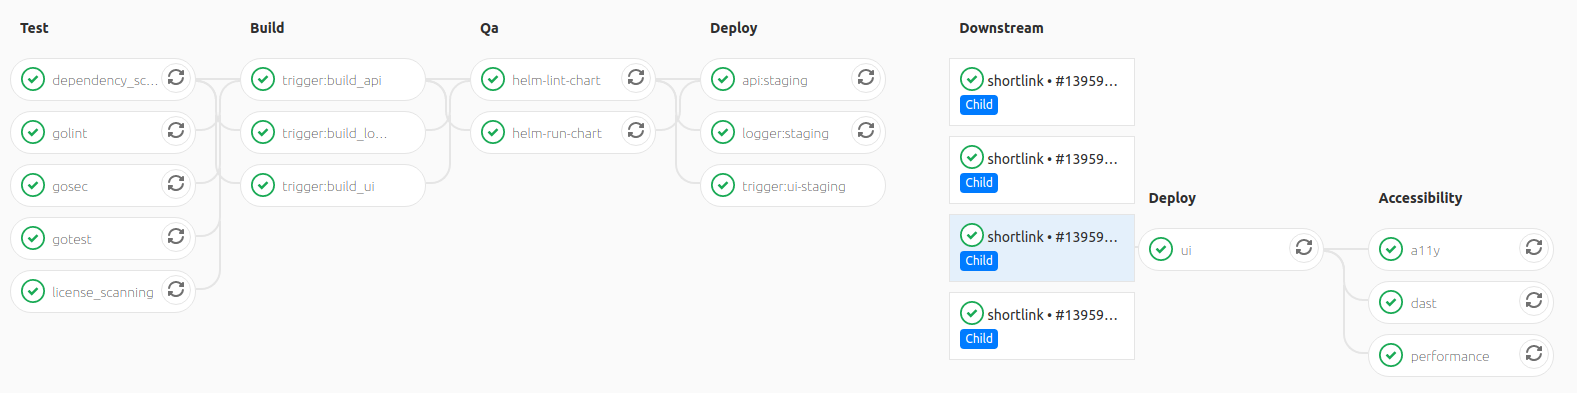 Test
dependency_sc...
golint
gosec
gotest
license_scanning
Build
trigger:build_api
trigger:build_lo...
trigger:build_ui
Qa
helm-lint-chart
helm-run-chart
Deploy
api:staging
logger:staging
trigger:ui-staging
Downstream
shortlink • #13959...
Child
shortlink • #13959...
Child
shortlink • #13959...
Child
shortlink • #13959...
Child
Deploy
ui
Accessibility
a11y
dast
performance